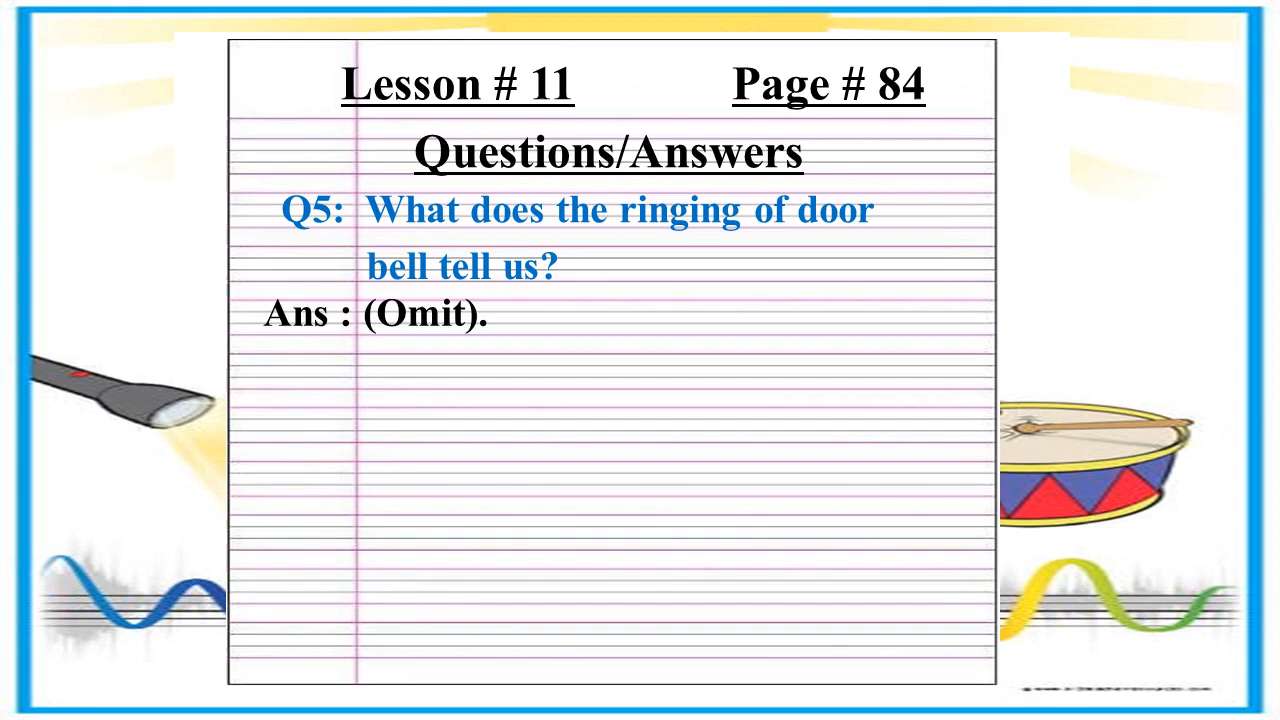 Lesson # 11 Page # 84
Questions/Answers
Q5: What does the ringing of door
bell tell us?
Ans : (Omit).